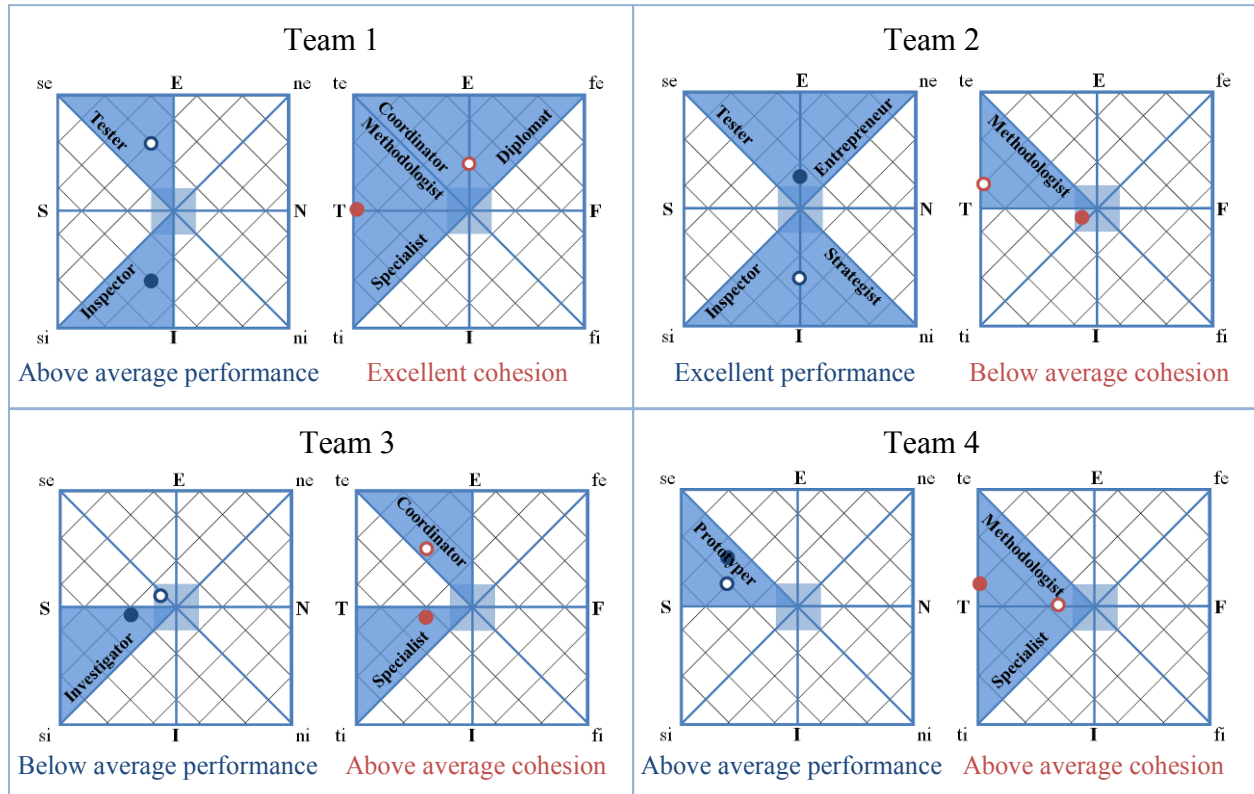 Team 1
se
E
ne
te
E
fe
Tester
Coordinator
Methodologist
Diplomat
S
N
T
F
Inspector
Specialist
si
I
ni
ti
I
fi
Above average performance
Excellent cohesion
Team 2
se
E
ne
te
E
fe
Tester
Entrepreneur
Methodologist
S
N
T
F
Inspector
Strategist
si
I
ni
ti
I
fi
Excellent performance
Below average cohesion
Team 3
se
E
ne
te
E
fe
Coordinator
S
N
T
F
Investigator
Specialist
si
I
ni
ti
I
fi
Below average performance
Above average cohesion
Team 4
se
E
ne
te
E
fe
Prototyper
Methodologist
S
N
T
F
Specialist
si
I
ni
ti
I
fi
Above average performance
Above average cohesion